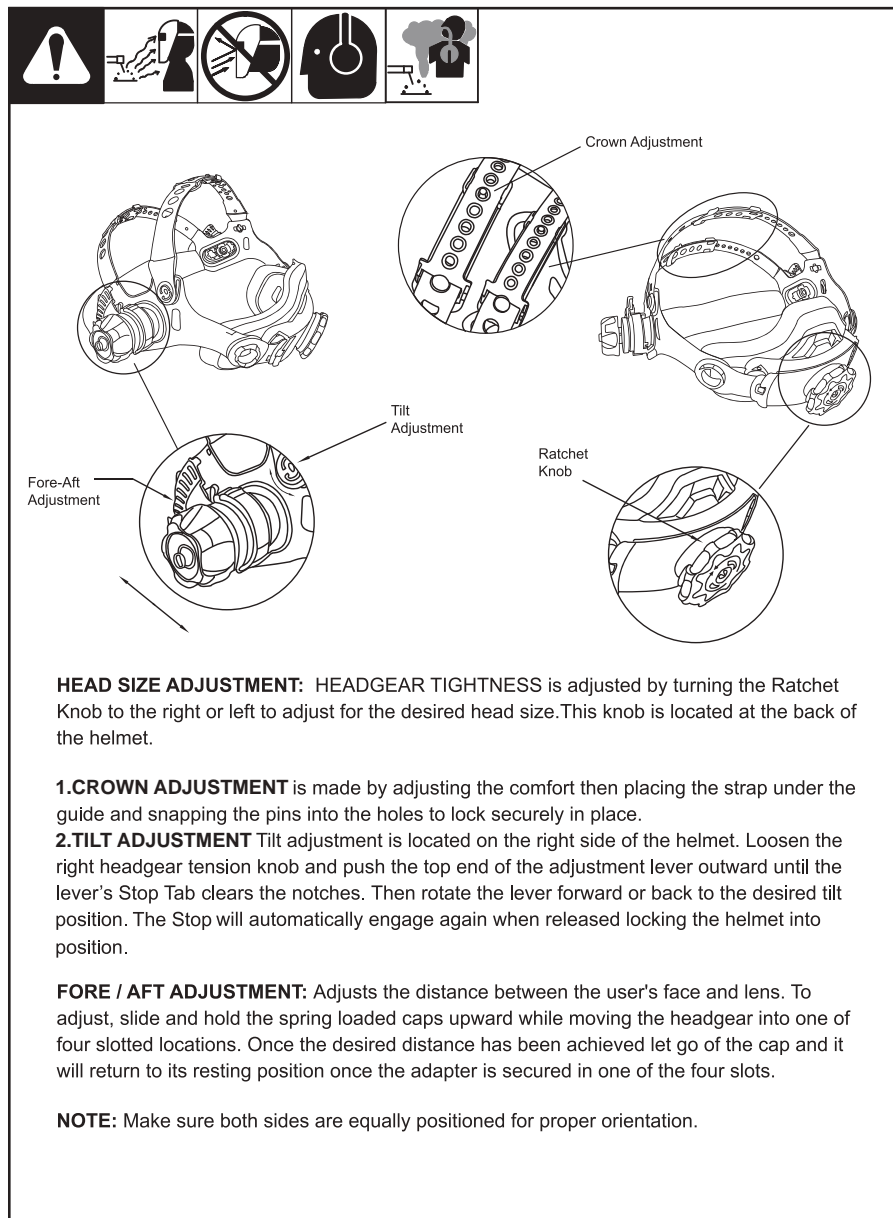 Crown Adjustment
Tilt
Adjustment
Fore-Aft
Adjustment
Ratchet
Knob
HEAD SIZE ADJUSTMENT: HEADGEAR TIGHTNESS is adjusted by turning the Ratchet
Knob to the right or left to adjust for the desired head size.This knob is located at the back of
the helmet.
1.CROWN ADJUSTMENT is made by adjusting the comfort then placing the strap under the
guide and snapping the pins into the holes to lock securely in place.
2.TILT ADJUSTMENT Tilt adjustment is located on the right side of the helmet. Loosen the
right headgear tension knob and push the top end of the adjustment lever outward until the
lever’s Stop Tab clears the notches. Then rotate the lever forward or back to the desired tilt
position. The Stop will automatically engage again when released locking the helmet into
position.
FORE / AFT ADJUSTMENT: Adjusts the distance between the user's face and lens. To
adjust, slide and hold the spring loaded caps upward while moving the headgear into one of
four slotted locations. Once the desired distance has been achieved let go of the cap and it
will return to its resting position once the adapter is secured in one of the four slots.
NOTE: Make sure both sides are equally positioned for proper orientation.